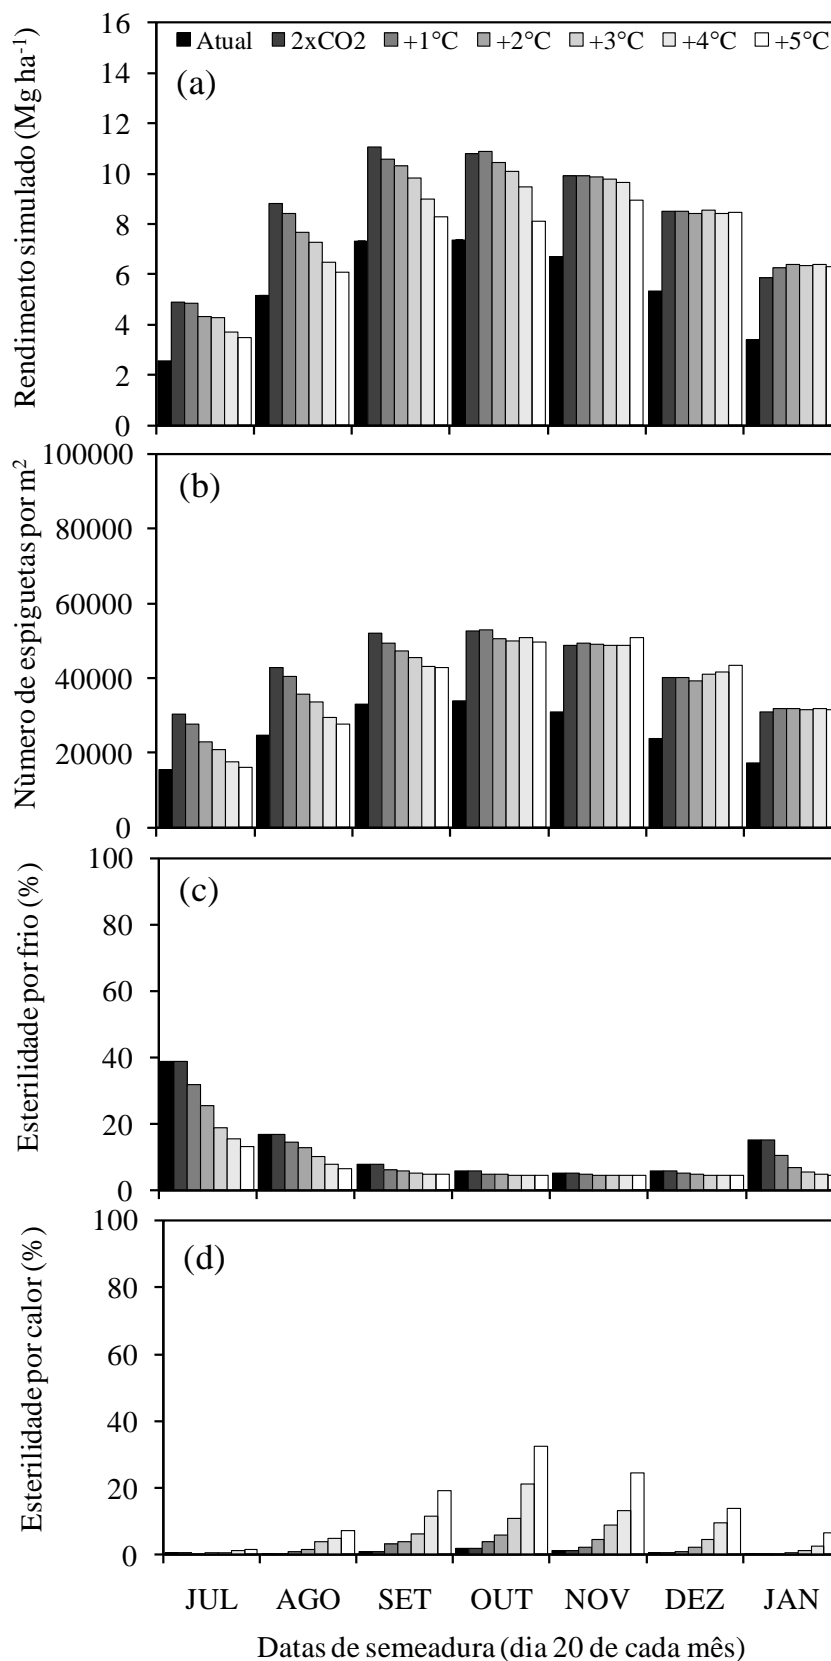 Atual 2xCO2 +1°C +2°C +3°C +4°C +5°C
(a)
Rendimento simulado (Mg ha-1)
16
14
12
10
8
6
4
2
0
(b)
Nùmero de espiguetas por m2
100000
80000
60000
40000
20000
0
(c)
Esterilidade por frio (%)
100
80
60
40
20
0
(d)
Esterilidade por calor (%)
100
80
60
40
20
0
JUL AGO SET OUT NOV DEZ JAN
Datas de semeadura (dia 20 de cada mês)